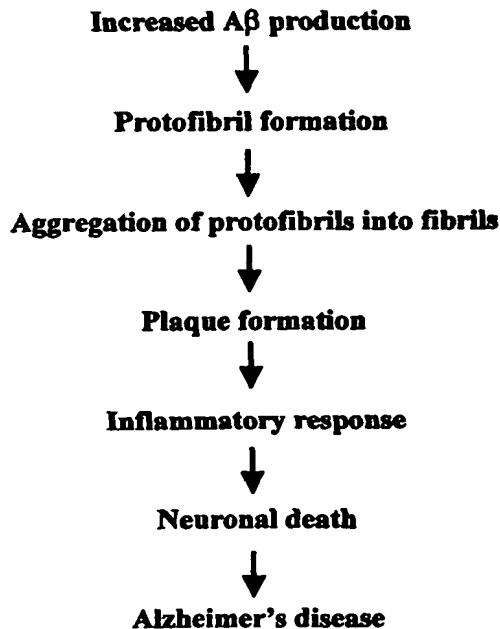 Increased Aβ production
Protofibril formation
Aggregation of protofibrils into fibrils
Plaque formation
Inflammatory response
Neuronal death
Alzheimer's disease